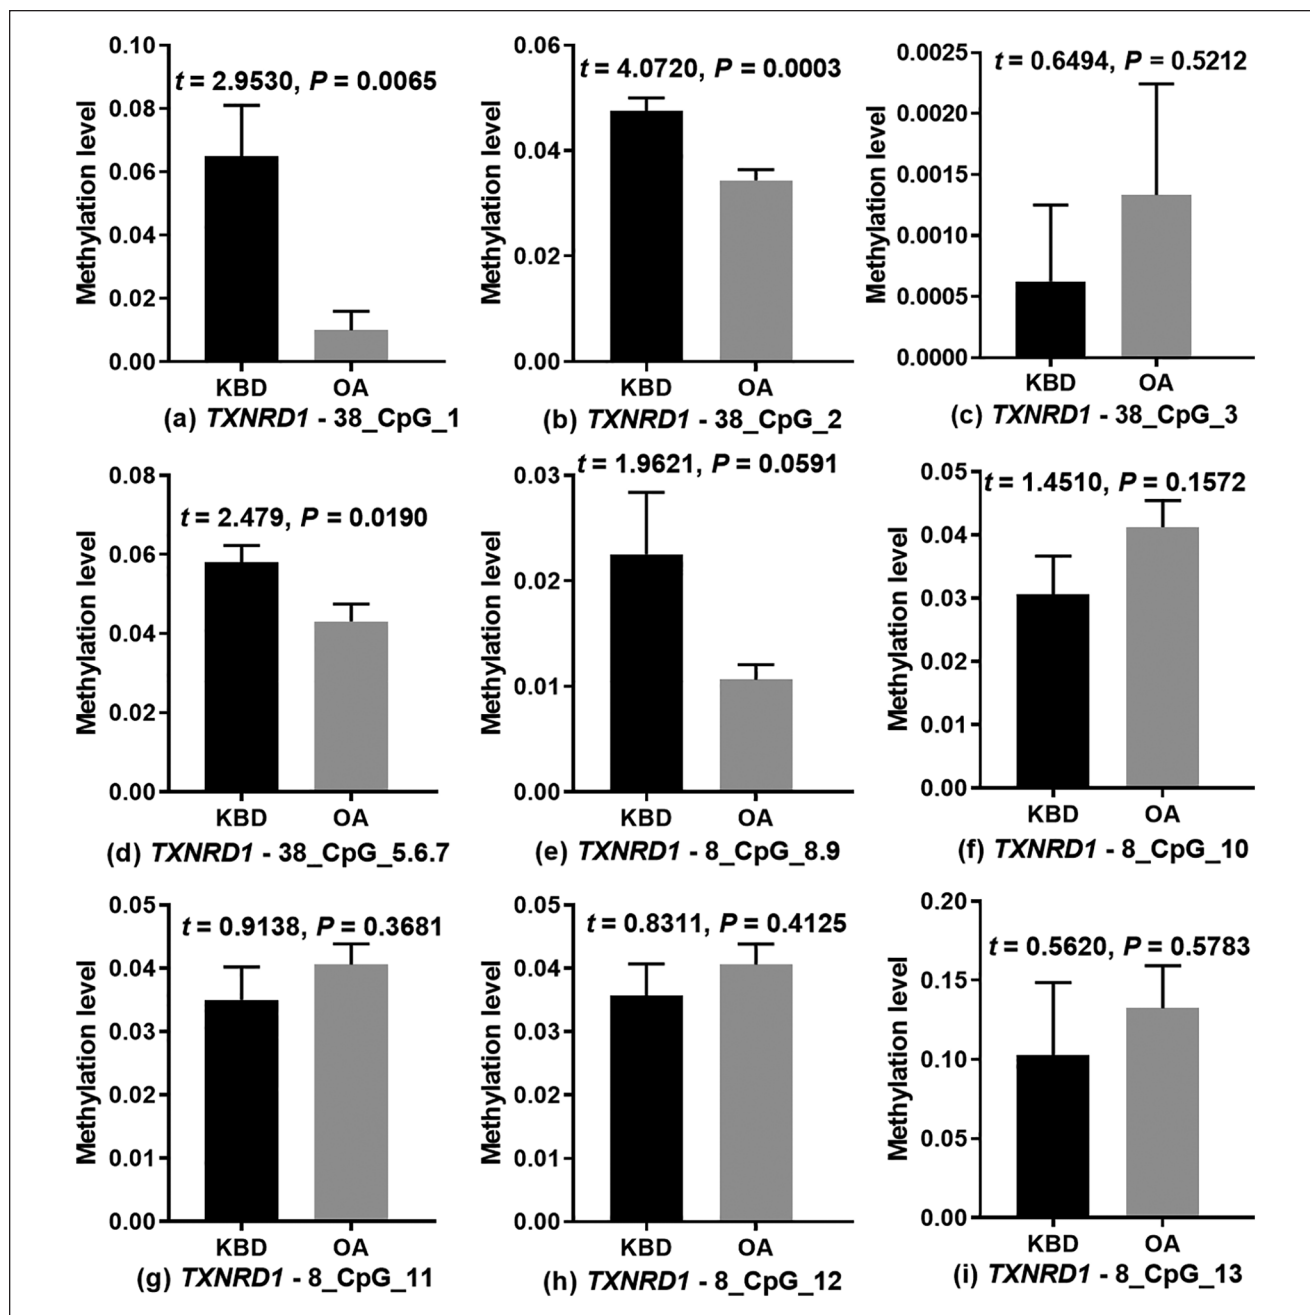 0.10
0.08
0.06
0.04
0.02
0.00
Methylation level
t = 2.9530, P = 0.0065
KBD OA
(a) TXNRD1 - 38_CpG_1
0.06
0.04
0.02
0.00
Methylation level
t = 4.0720, P = 0.0003
KBD OA
(b) TXNRD1 - 38_CpG_2
0.0025
0.0020
0.0015
0.0010
0.0005
0.0000
Methylation level
t = 0.6494, P = 0.5212
KBD OA
(c) TXNRD1 - 38_CpG_3
0.08
0.06
0.04
0.02
0.00
Methylation level
t = 2.479, P = 0.0190
KBD OA
(d) TXNRD1 - 38_CpG_5.6.7
0.03
0.02
0.01
0.00
Methylation level
t = 1.9621, P = 0.0591
KBD OA
(e) TXNRD1 - 8_CpG_8.9
0.05
0.04
0.03
0.02
0.01
0.00
Methylation level
t = 1.4510, P = 0.1572
KBD OA
(f) TXNRD1 - 8_CpG_10
0.05
0.04
0.03
0.02
0.01
0.00
Methylation level
t = 0.9138, P = 0.3681
KBD OA
(g) TXNRD1 - 8_CpG_11
0.05
0.04
0.03
0.02
0.01
0.00
Methylation level
t = 0.8311, P = 0.4125
KBD OA
(h) TXNRD1 - 8_CpG_12
0.20
0.15
0.10
0.05
0.00
Methylation level
t = 0.5620, P = 0.5783
KBD OA
(i) TXNRD1 - 8_CpG_13